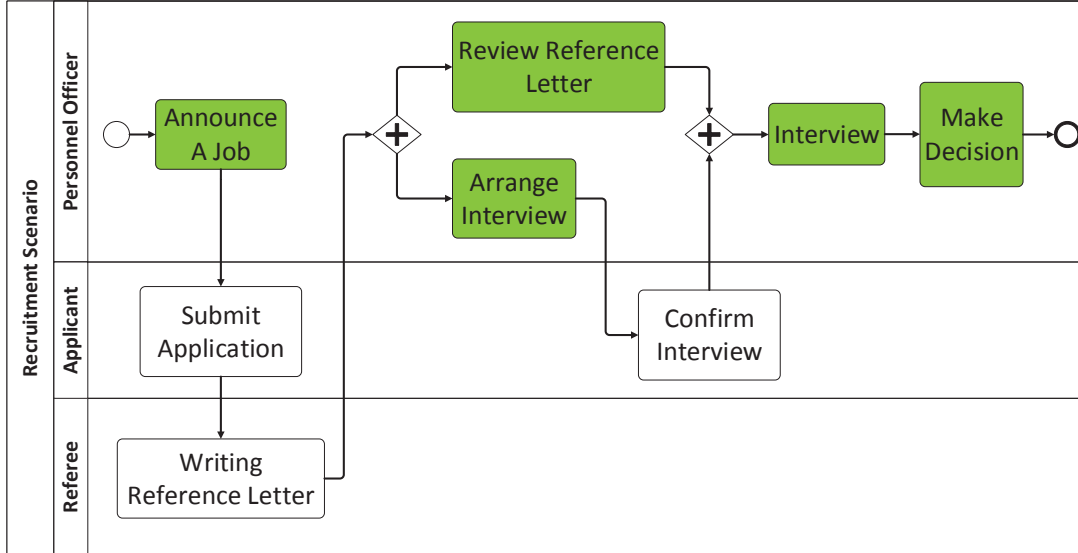 Recruitment Scenario
Personnel Officer
Announce
A Job
Review Reference
Letter
Arrange
Interview
Interview
Make
Decision
Applicant
Submit
Application
Confirm
Interview
Referee
Writing
Reference Letter